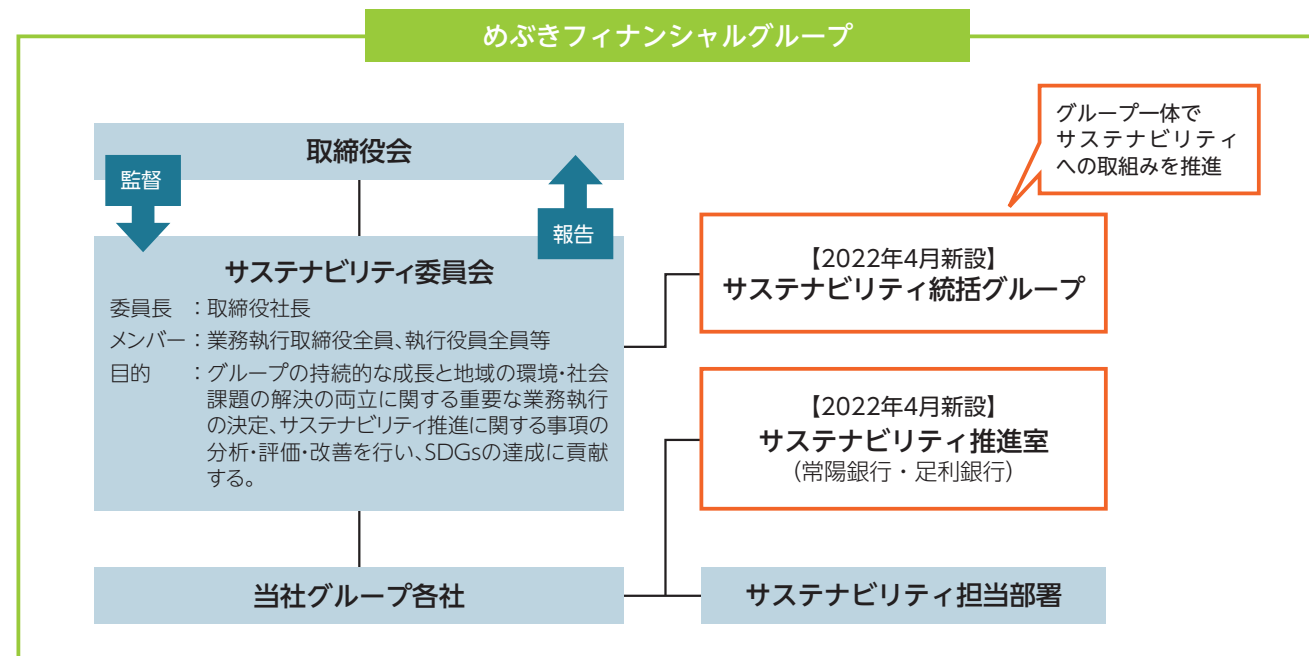 めぶきフィナンシャルグループ
グループ一体で
サステナビリティ
への取組みを推進
取締役会
監督
報告
サステナビリティ委員会
委員長 ：取締役社長
メンバー：業務執行取締役全員、執行役員全員等
目的 ：グループの持続的な成長と地域の環境・社会
課題の解決の両立に関する重要な業務執行
の決定、サステナビリティ推進に関する事項の
分析・評価・改善を行い、SDGsの達成に貢献
する。
【2022年4月新設】
サステナビリティ統括グループ
【2022年4月新設】
サステナビリティ推進室
（常陽銀行・足利銀行）
当社グループ各社
サステナビリティ担当部署